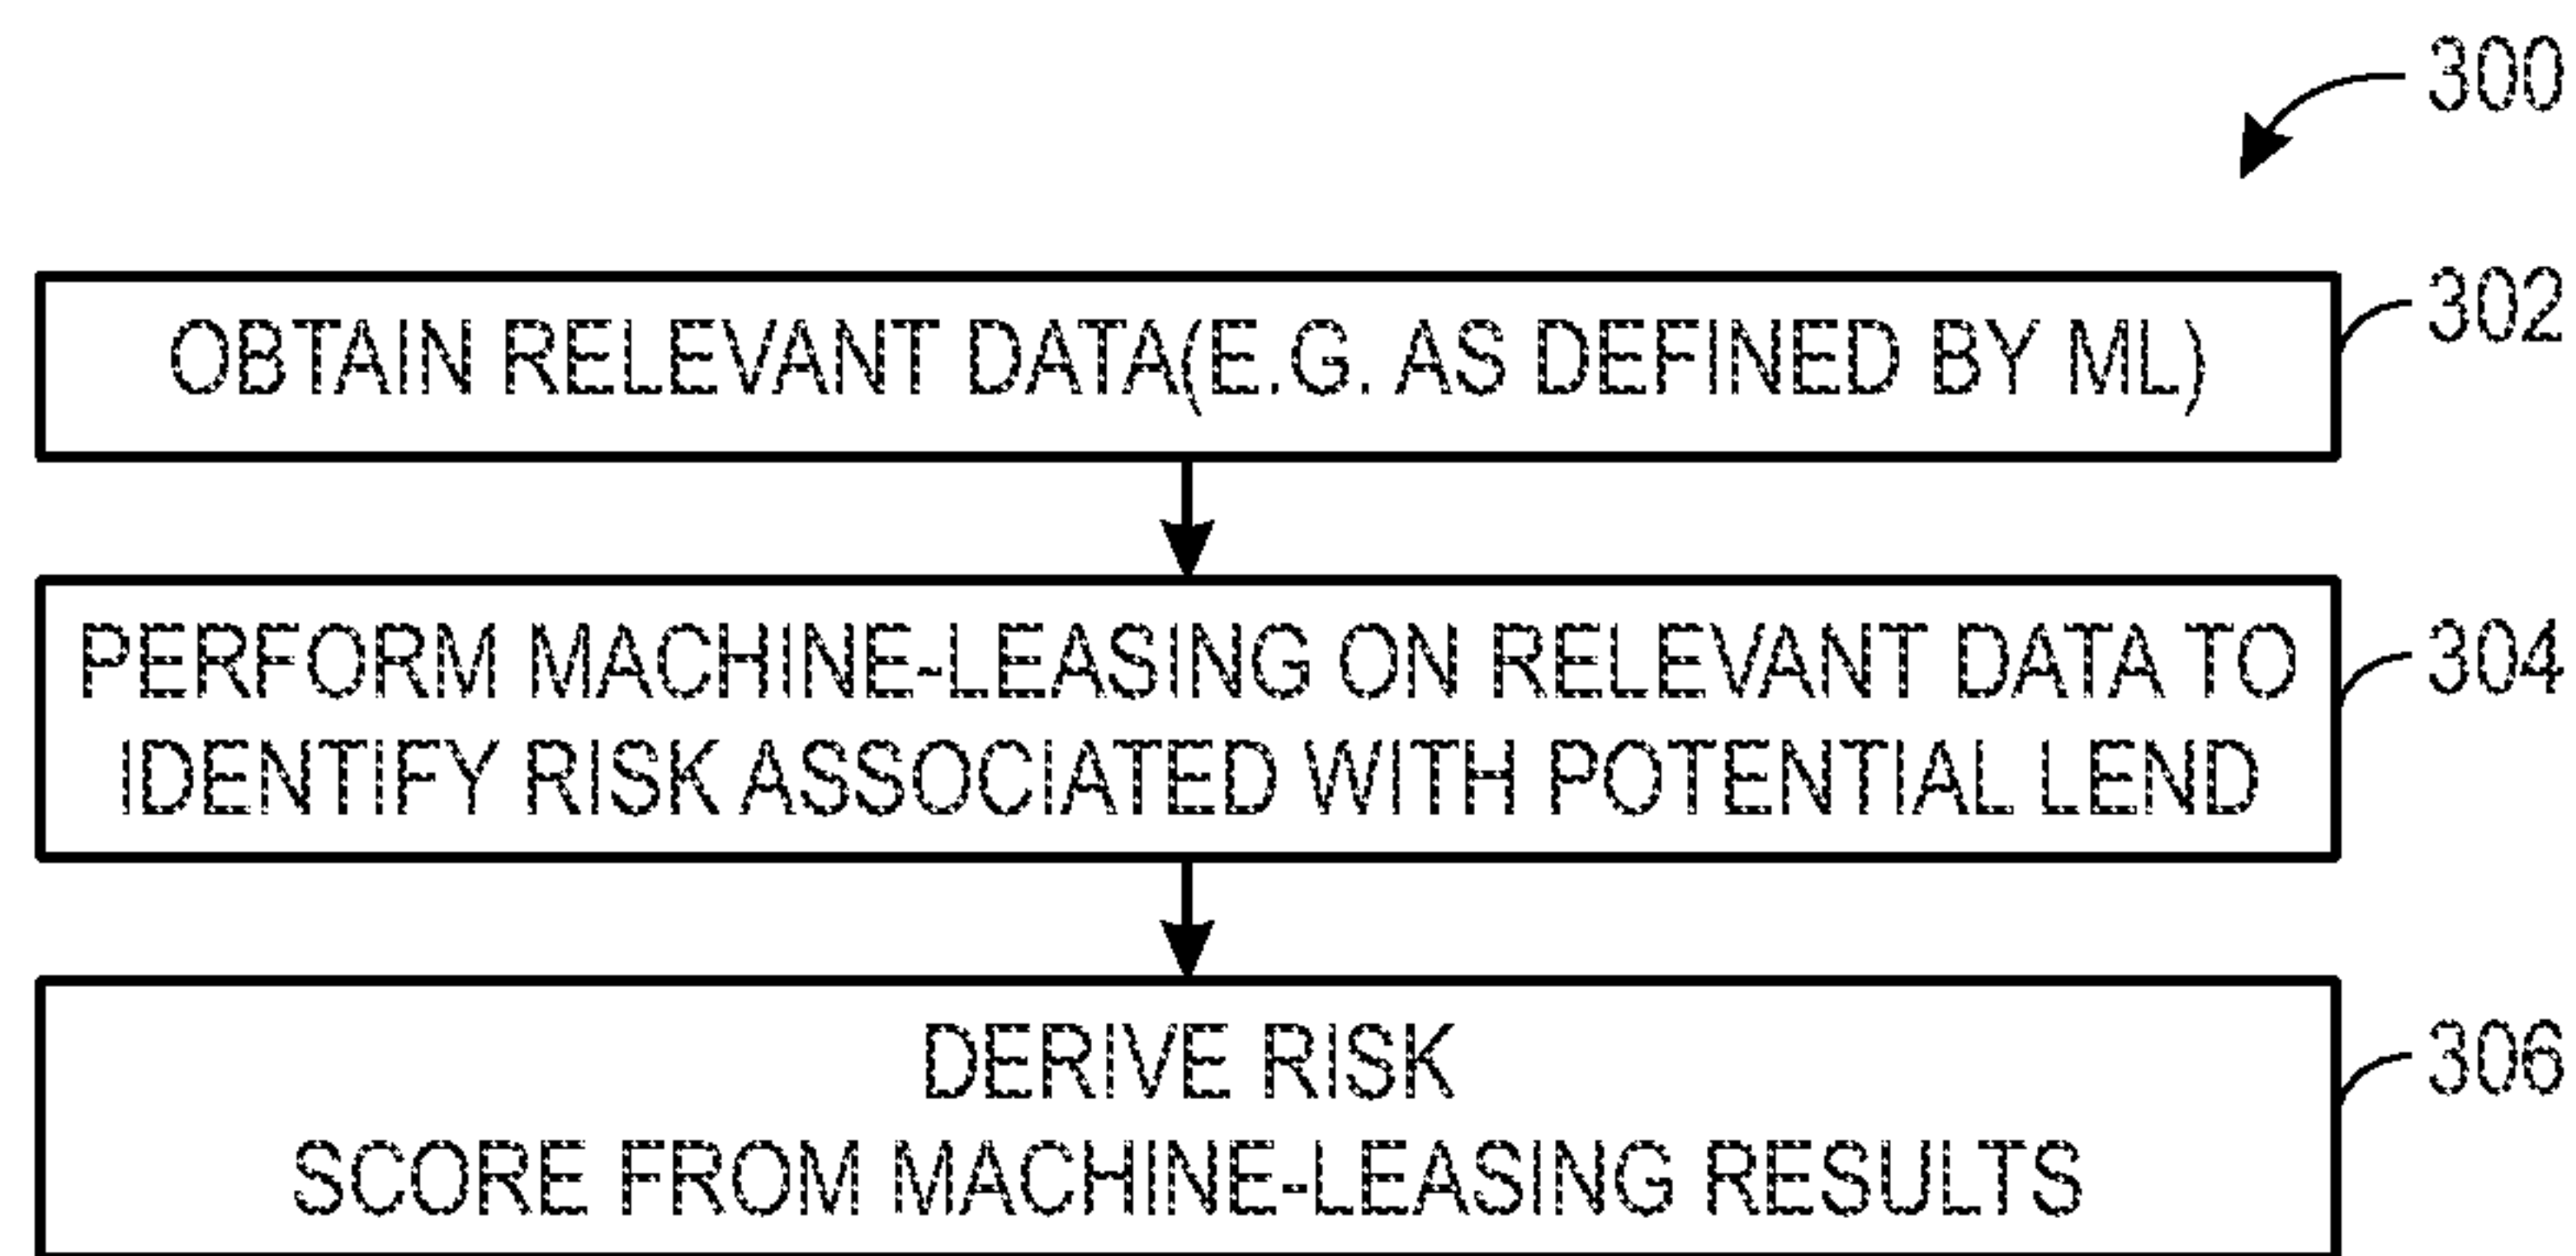 300
302
OBTAIN RELEVANT DATA(E.G. AS DEFINED BY ML)
304
PERFORM MACHINE-LEASING ON RELEVANT DATA TO
IDENTIFY RISK ASSOCIATED WITH POTENTIAL LEND
306
DERIVE RISK
SCORE FROM MACHINE-LEASING RESULTS